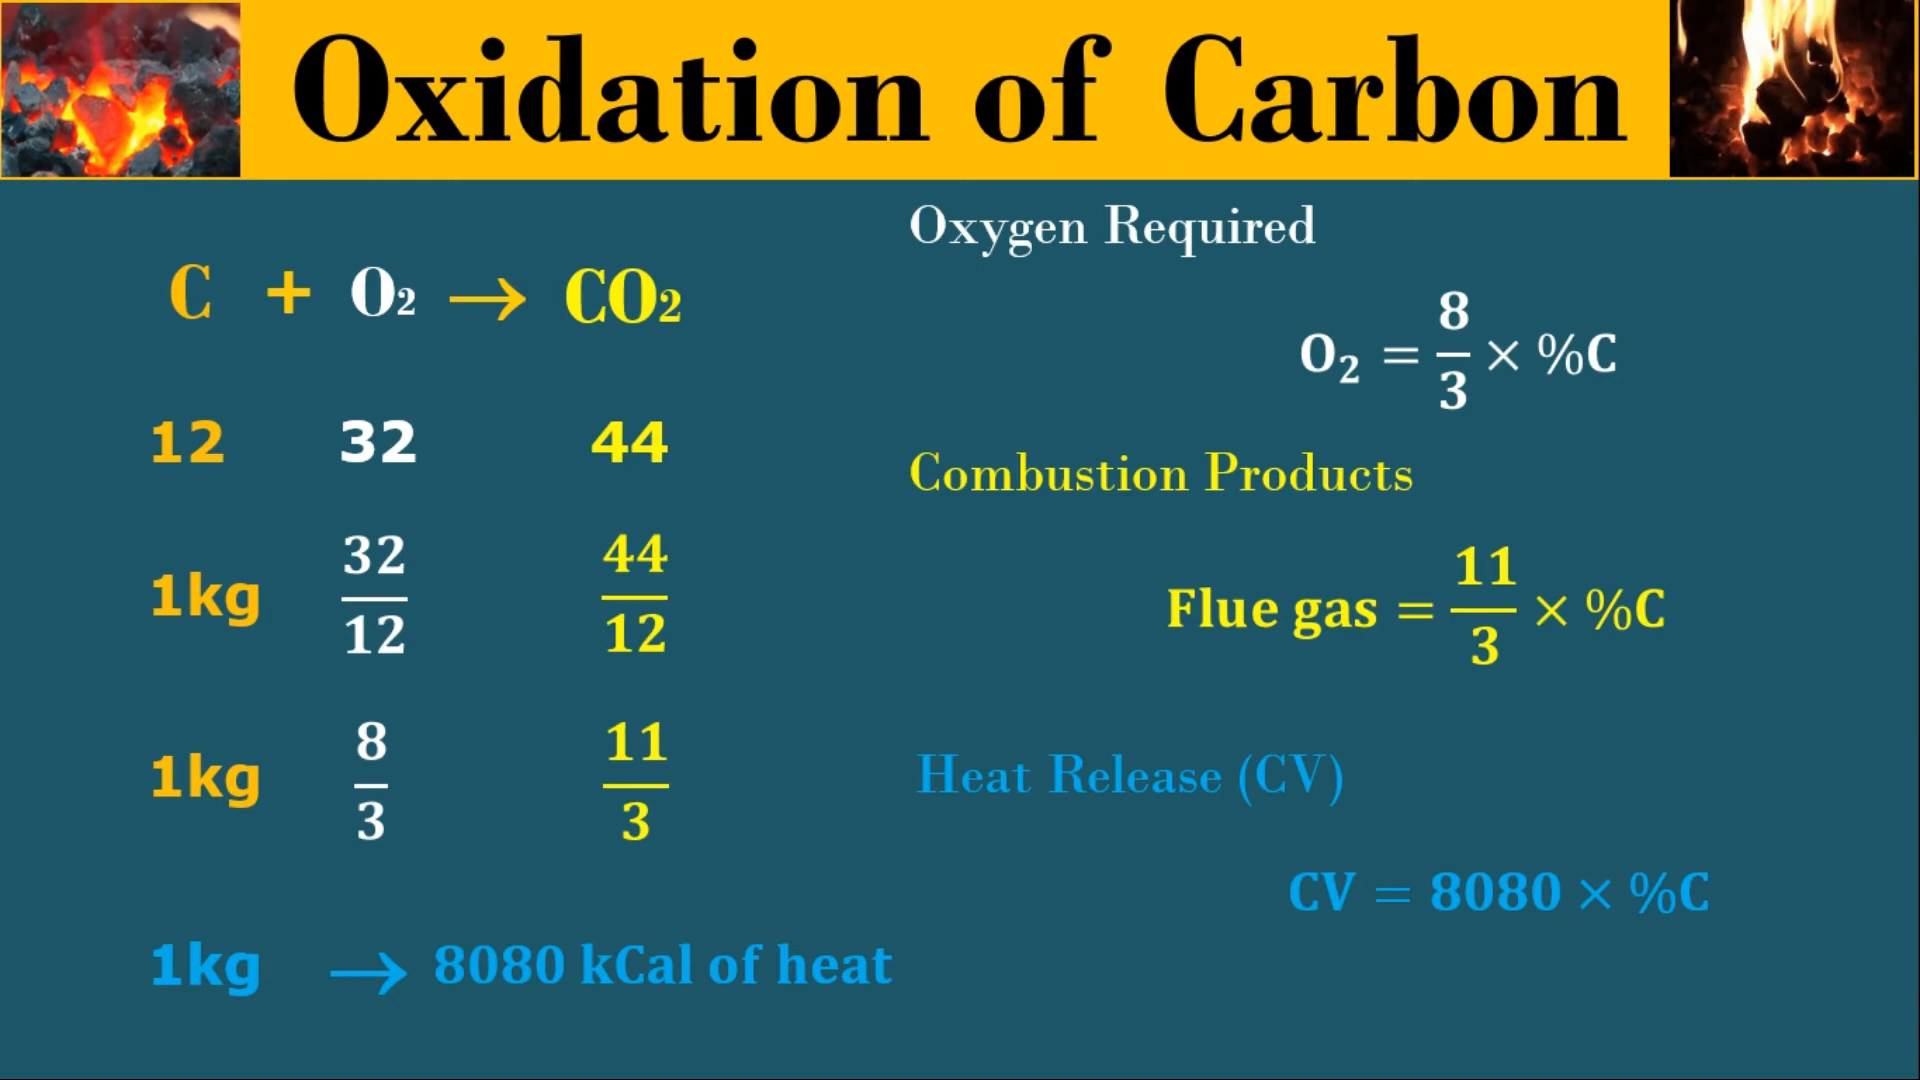 Oxidation of Carbon
C + O₂ → CO₂
12 32 44
1kg 32/12 44/12
1kg 8/3 11/3
1kg → 8080 kCal of heat
Oxygen Required
O₂ = 8/3 × %C
Combustion Products
Flue gas = 11/3 × %C
Heat Release (CV)
CV = 8080 × %C